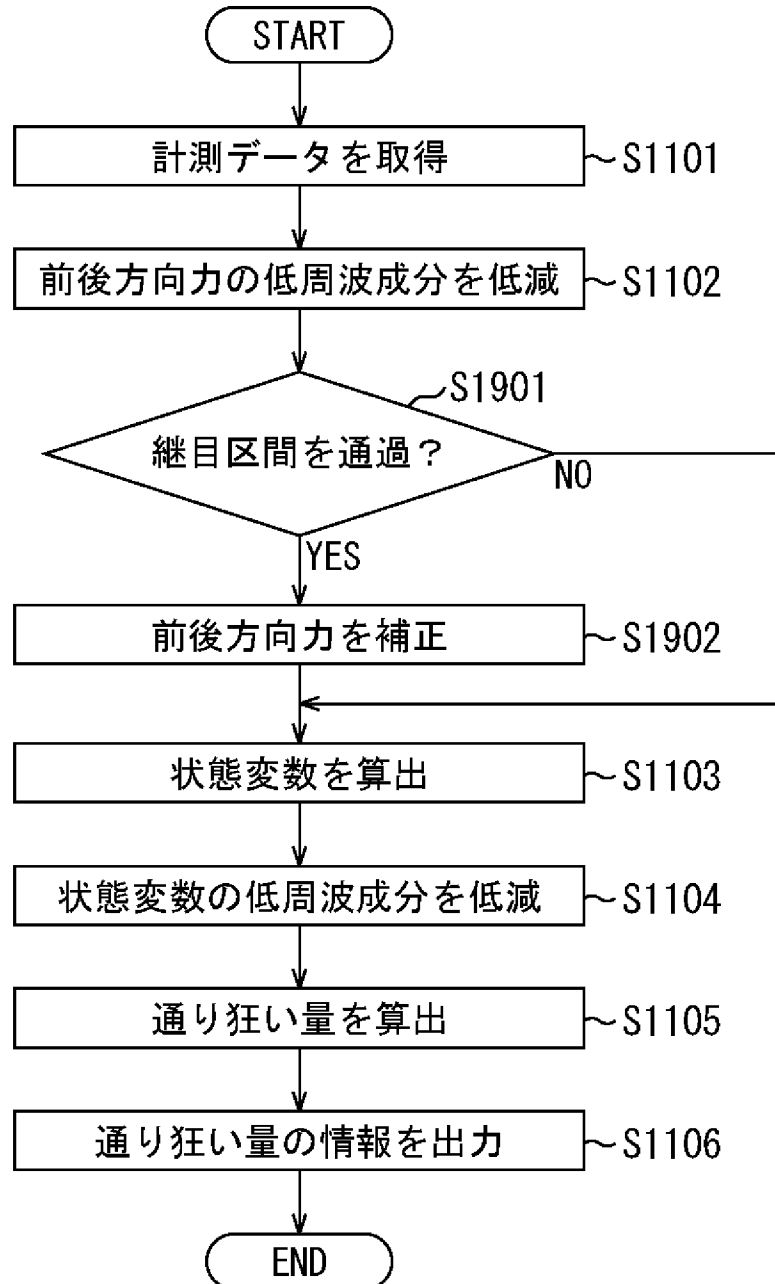 START
計測データを取得
S1101
前後方向力の低周波成分を低減
S1102
S1901
継目区間を通過?
NO
YES
前後方向力を補正
S1902
状態変数を算出
S1103
状態変数の低周波成分を低減
S1104
通り狂い量を算出
S1105
通り狂い量の情報を出力
S1106
END